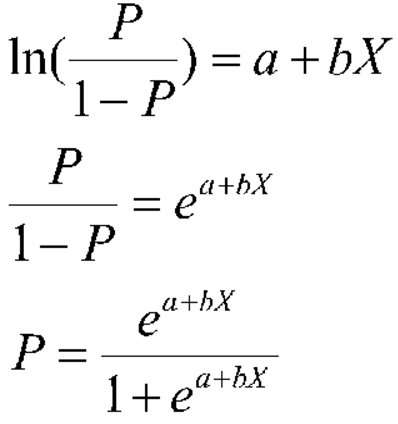 ln(P/(1 − P)) = a + bX
P/(1 − P) = e^{a+bX}
P = e^{a+bX}/(1 + e^{a+bX})